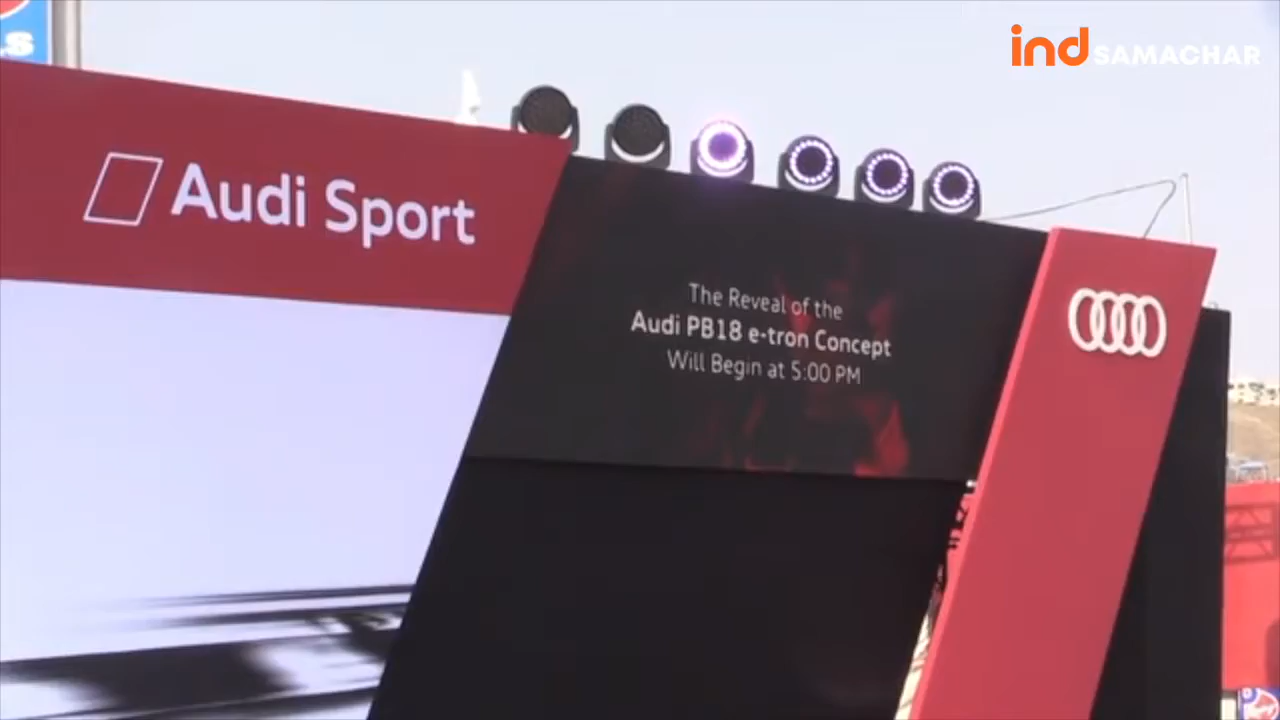 ind SAMACHAR
Audi Sport
The Reveal of the
Audi PB18 e-tron Concept
Will Begin at 5:00 PM